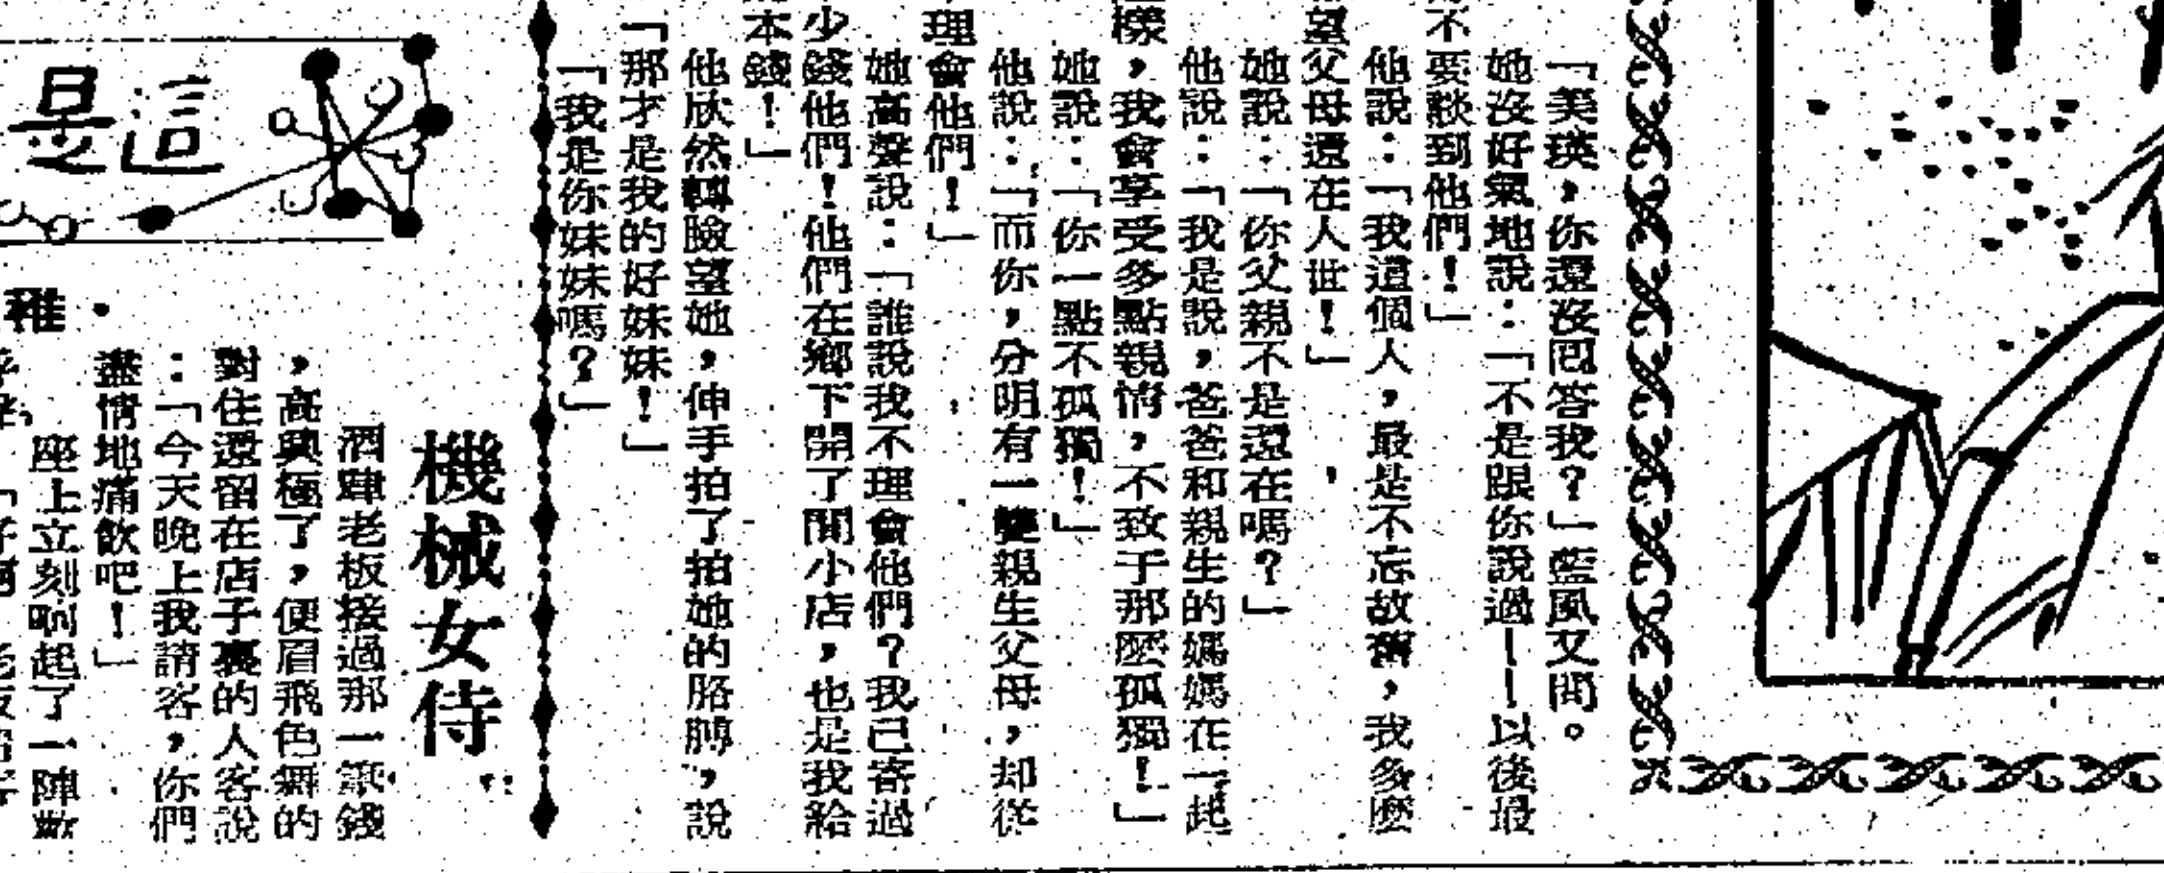 「美瑛,你還沒囘答我?」藍風又問。
她沒好氣地說:「不是跟你說過——以後最
不要談到他們!」
他說:「我這個人,最是不忘故舊,我多麼
望父母還在人世!」
她說:「你父親不是還在嗎?」
他說:「我是說,爸爸和親生的媽媽在一起
樣,我會享受多點親情,不致于那麼孤獨!」
她說:「你一點不孤獨!」
他說:「而你,分明有一雙親生父母,却從
理會他們!」
她高聲說:「誰說我不理會他們?我已寄過
少錢他們!他們在鄉下開了間小店,也是我給
本錢!」
他欣然轉臉望她,伸手拍了拍她的胳膊,說
「那才是我的好妹妹!」
「我是你妹妹嗎?」
這是
稚·
機械女侍
酒肆老板接過那一疊錢
,高興極了,便眉飛色舞的
對住還留在店子裏的人客說
:「今天晚上我請客,你們
盡情地痛飲吧!」
座上立刻响起了一陣歡